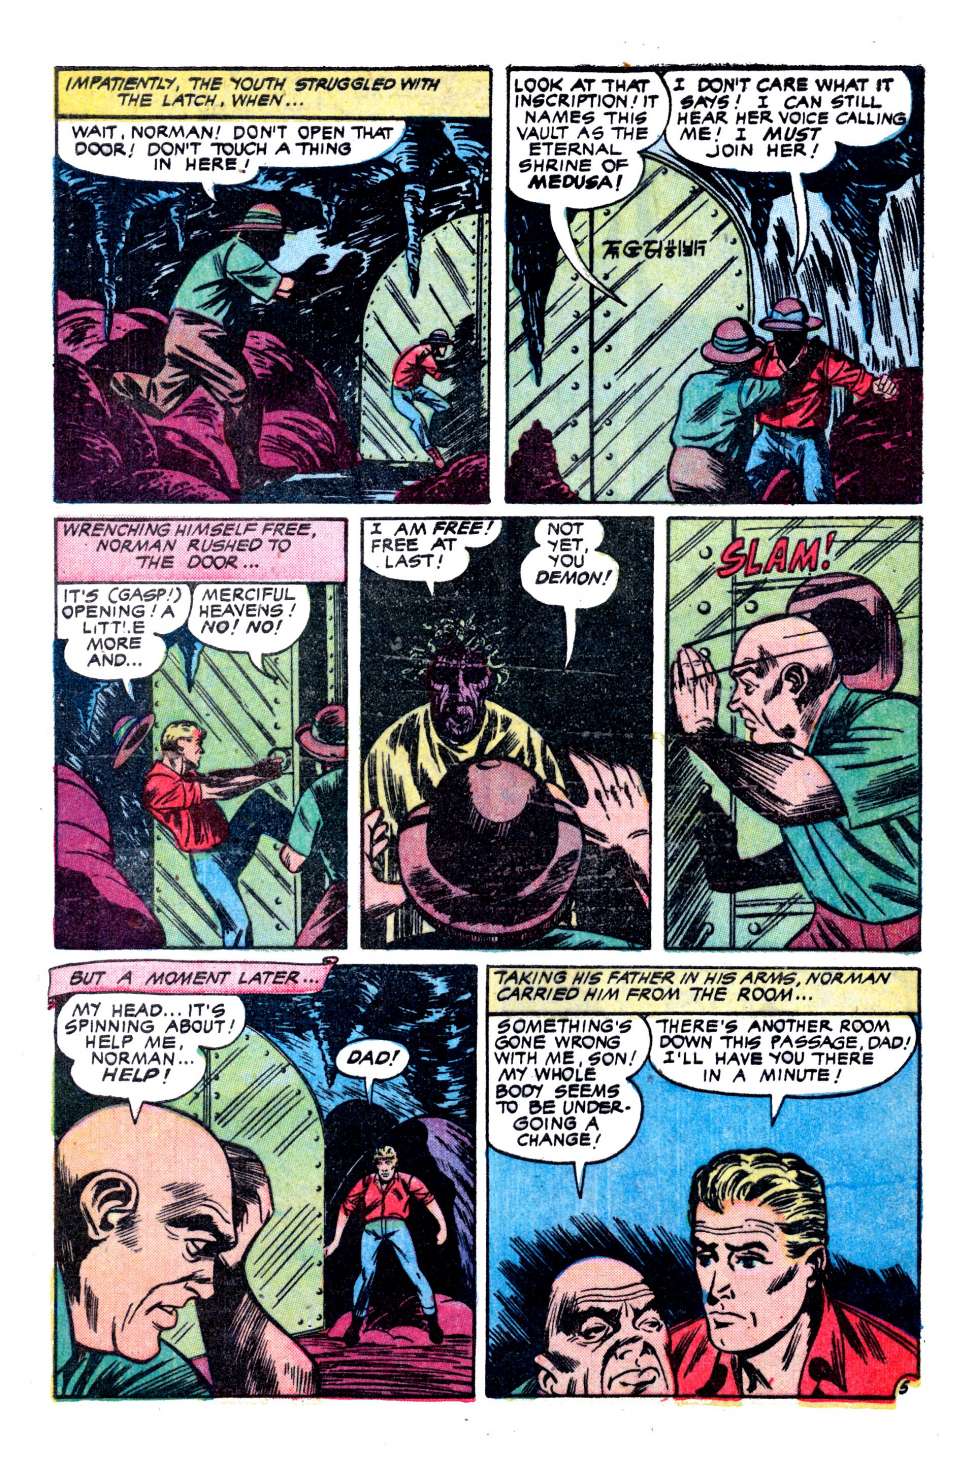 IMPATIENTLY, THE YOUTH STRUGGLED WITH
THE LATCH, WHEN...
WAIT, NORMAN! DON'T OPEN THAT
DOOR! DON'T TOUCH A THING
IN HERE!
LOOK AT THAT
INSCRIPTION! IT
NAMES THIS
VAULT AS THE
ETERNAL
SHRINE OF
MEDUSA!
I DON'T CARE WHAT IT
SAYS! I CAN STILL
HEAR HER VOICE CALLING
ME! I MUST
JOIN HER!
WRENCHING HIMSELF FREE,
NORMAN RUSHED TO
THE DOOR...
IT'S (GASP!)
OPENING! A
LITTLE
MORE
AND...
MERCIFUL
HEAVENS!
NO! NO!
I AM FREE!
FREE AT
LAST!
NOT
YET,
YOU
DEMON!
SLAM!
BUT A MOMENT LATER...
MY HEAD... IT'S
SPINNING ABOUT!
HELP ME,
NORMAN...
HELP!
DAD!
TAKING HIS FATHER IN HIS ARMS, NORMAN
CARRIED HIM FROM THE ROOM...
SOMETHING'S
GONE WRONG
WITH ME, SON!
MY WHOLE
BODY SEEMS
TO BE UNDER-
GOING A
CHANGE!
THERE'S ANOTHER ROOM
DOWN THIS PASSAGE, DAD!
I'LL HAVE YOU THERE
IN A MINUTE!
5